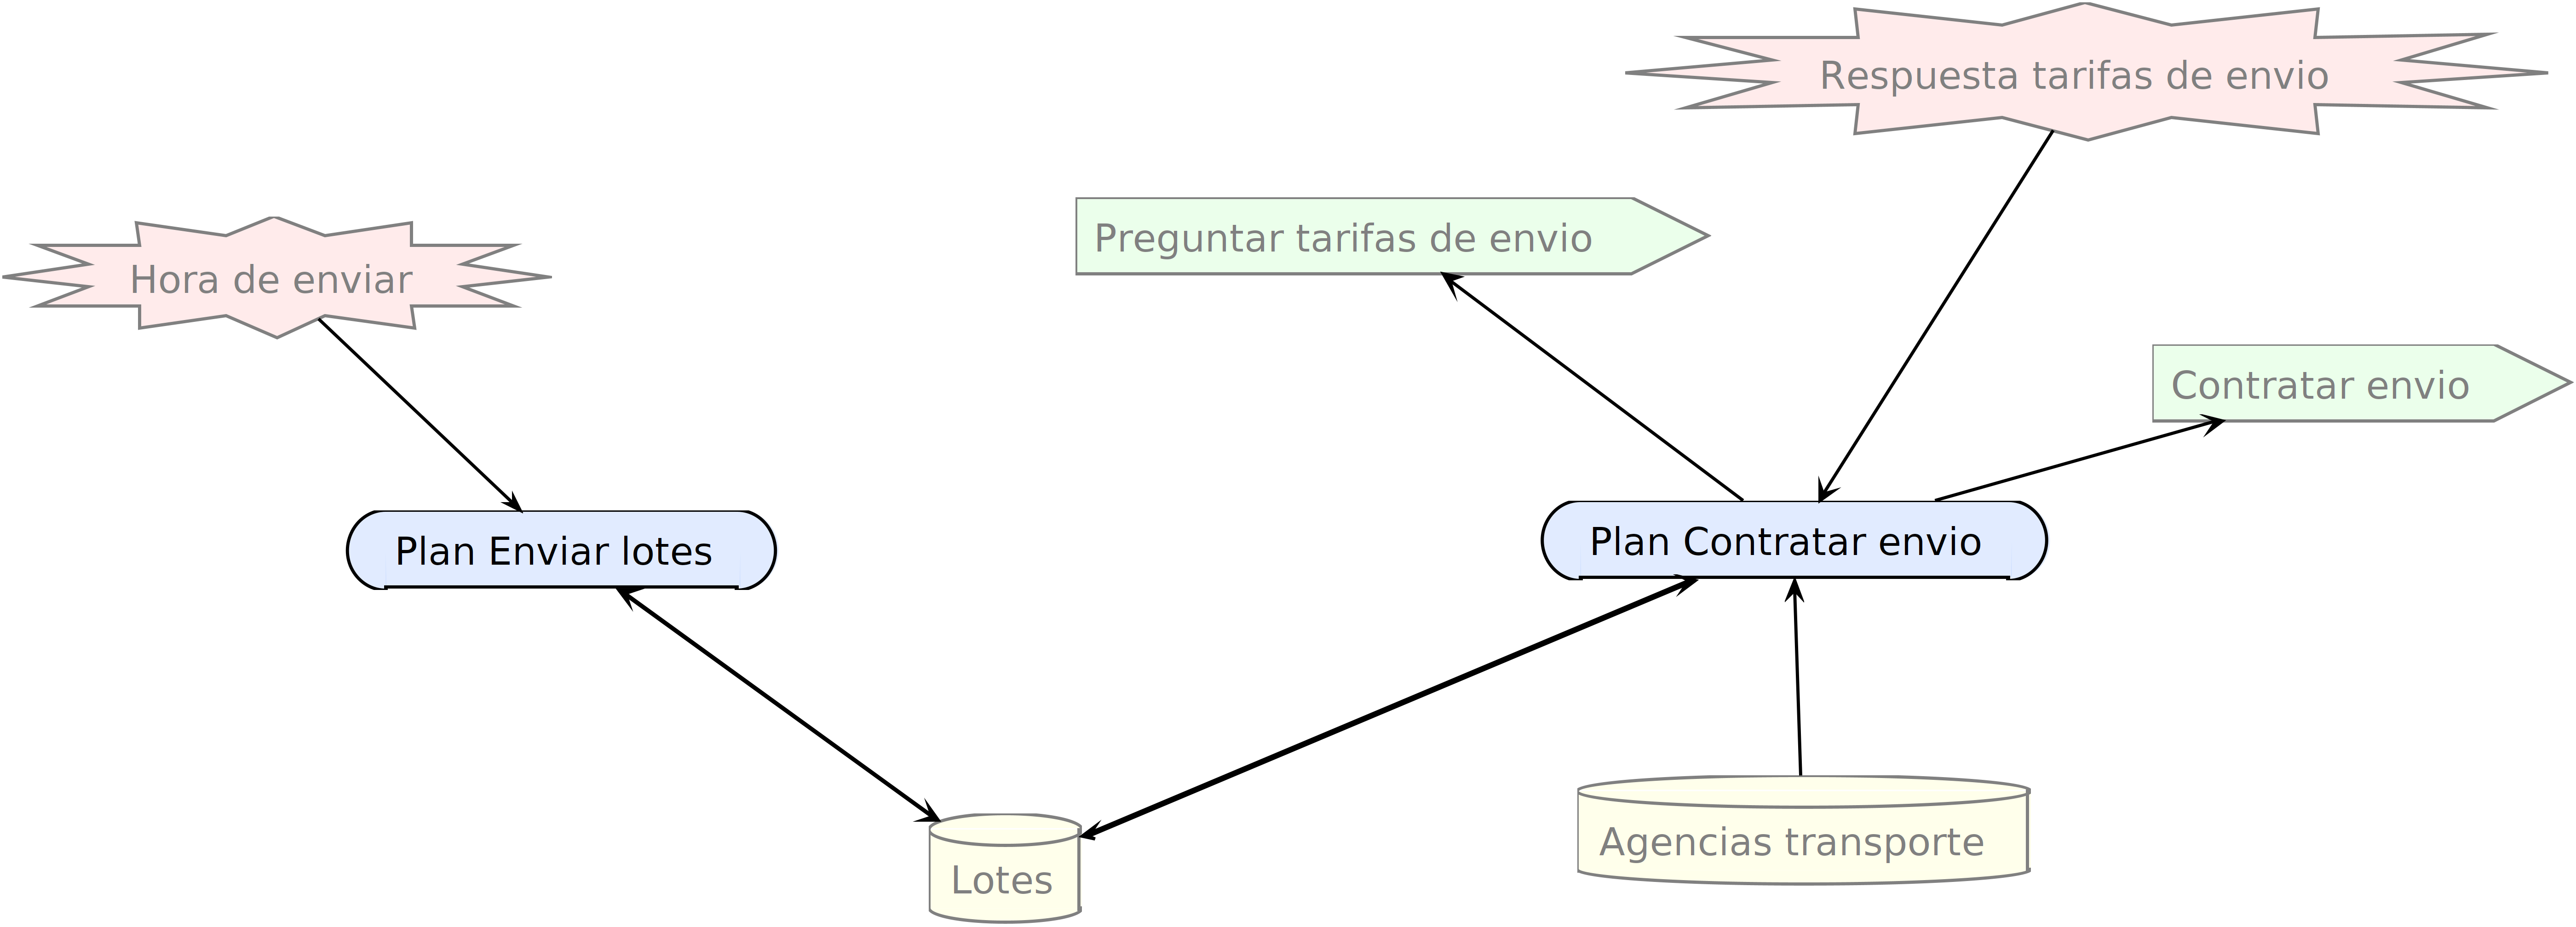 Respuesta tarifas de envio
Preguntar tarifas de envio
Hora de enviar
Contratar envio
Plan Enviar lotes
Plan Contratar envio
Agencias transporte
Lotes